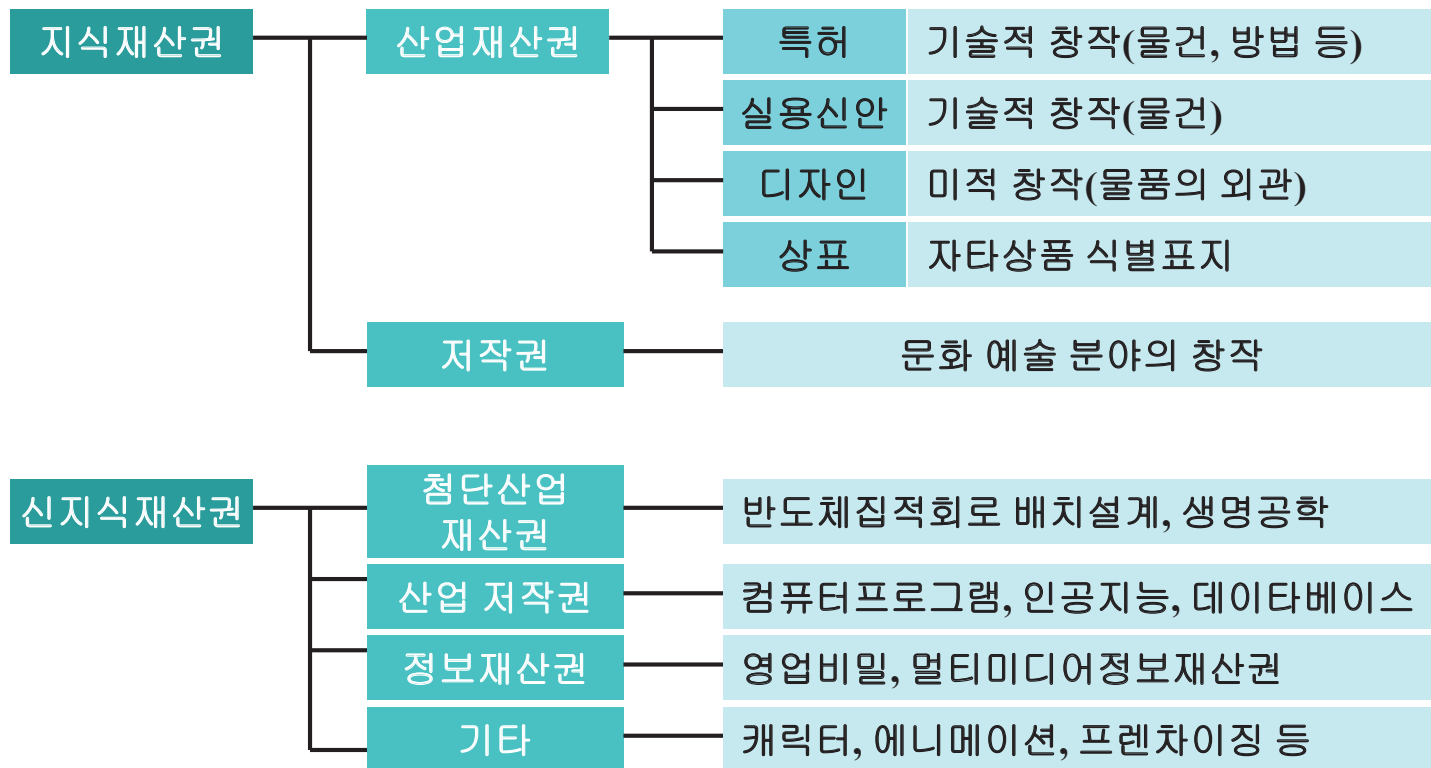 지식재산권
산업재산권
특허
기술적 창작(물건, 방법 등)
실용신안
기술적 창작(물건)
디자인
미적 창작(물품의 외관)
상표
자타상품 식별표지
저작권
문화 예술 분야의 창작
신지식재산권
첨단산업
재산권
반도체집적회로 배치설계, 생명공학
산업 저작권
컴퓨터프로그램, 인공지능, 데이타베이스
정보재산권
영업비밀, 멀티미디어정보재산권
기타
캐릭터, 에니메이션, 프렌차이징 등